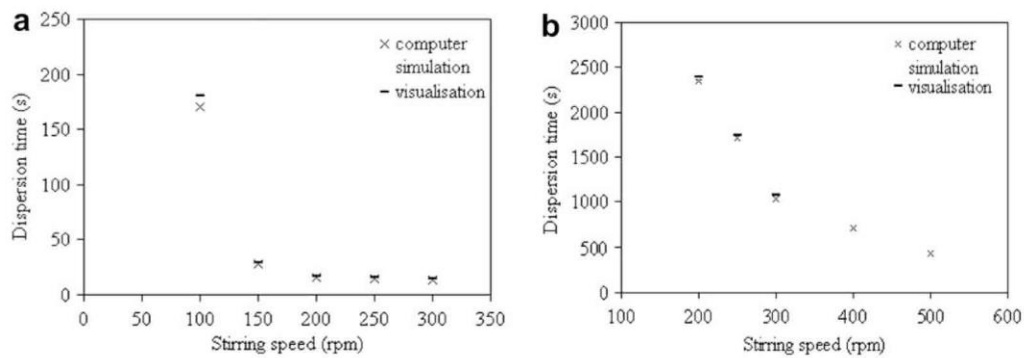 a
250
200
150
100
50
0
Dispersion time (s)
0 50 100 150 200 250 300 350
Stirring speed (rpm)
× computer
simulation
- visualisation
b
3000
2500
2000
1500
1000
500
0
Dispersion time (s)
100 200 300 400 500 600
Stirring speed (rpm)
× computer
simulation
- visualisation